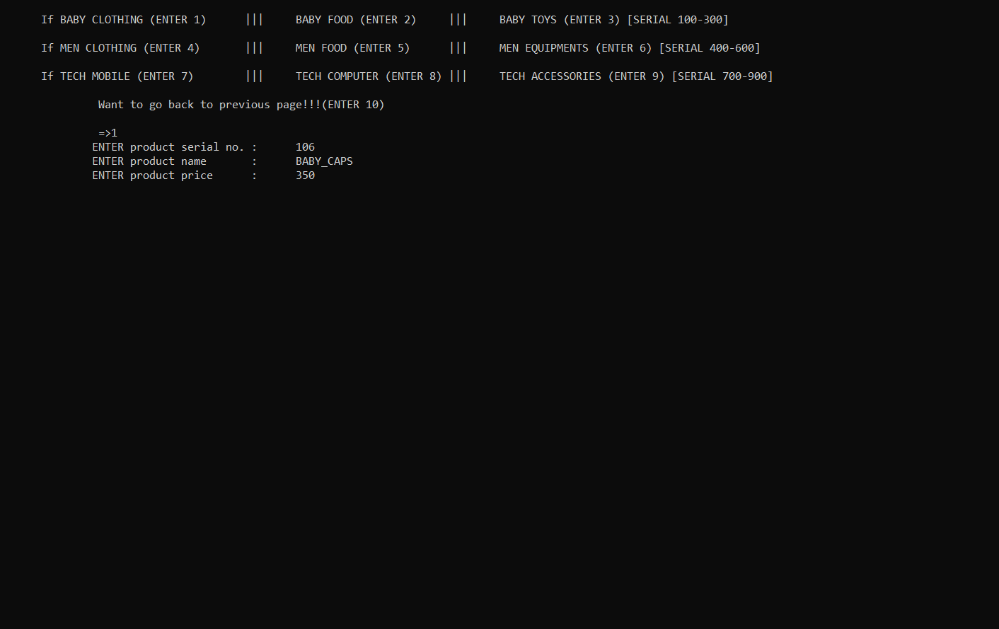 If BABY CLOTHING (ENTER 1) ||| BABY FOOD (ENTER 2) ||| BABY TOYS (ENTER 3) [SERIAL 100-300]
If MEN CLOTHING (ENTER 4) ||| MEN FOOD (ENTER 5) ||| MEN EQUIPMENTS (ENTER 6) [SERIAL 400-600]
If TECH MOBILE (ENTER 7) ||| TECH COMPUTER (ENTER 8) ||| TECH ACCESSORIES (ENTER 9) [SERIAL 700-900]
Want to go back to previous page!!!(ENTER 10)
=>1
ENTER product serial no. : 106
ENTER product name : BABY_CAPS
ENTER product price : 350